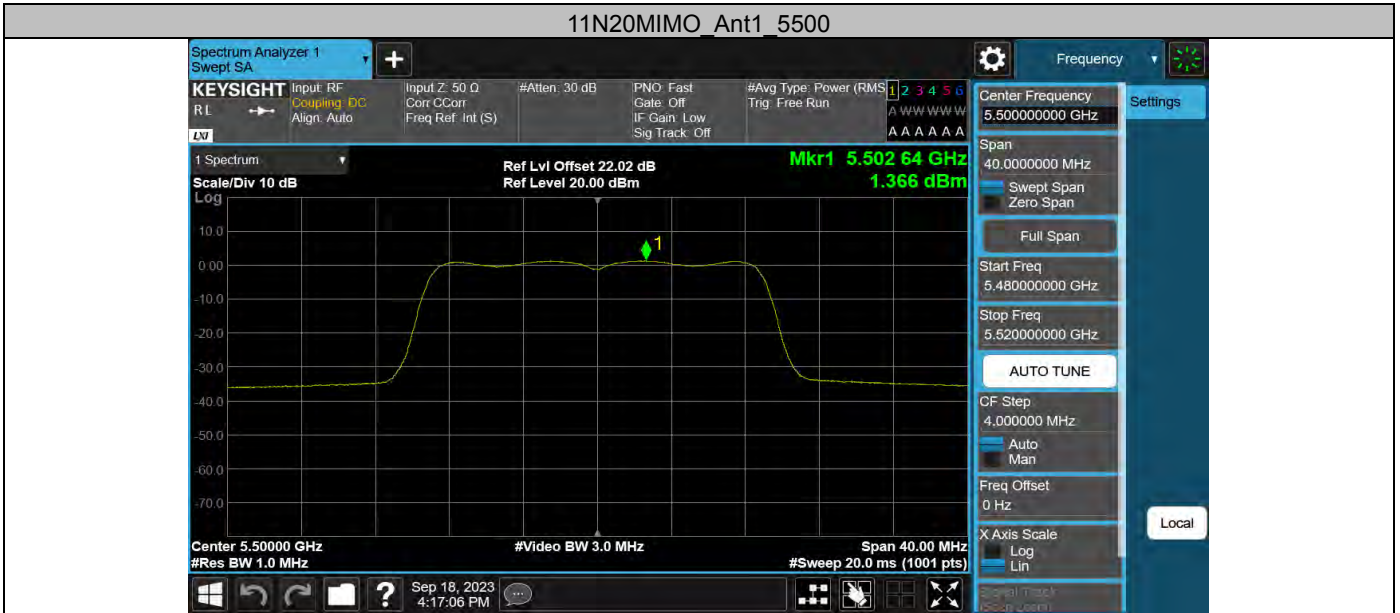 11N20MIMO_Ant1_5500
Spectrum Analyzer 1
Swept SA
+
Frequency
KEYSIGHT
RL
LXI
Input: RF
Coupling: DC
Align: Auto
Input Z: 50 Ω
Corr CCorr
Freq Ref: Int (S)
#Atten: 30 dB
PNO: Fast
Gate: Off
IF Gain: Low
Sig Track: Off
#Avg Type: Power (RMS
Trig: Free Run
1 2 3 4 5 6
A W W W W W
A A A A A A
1 Spectrum
Scale/Div 10 dB
Log
Ref Lvl Offset 22.02 dB
Ref Level 20.00 dBm
Mkr1 5.502 64 GHz
1.366 dBm
1
10.0
0.00
-10.0
-20.0
-30.0
-40.0
-50.0
-60.0
-70.0
Center 5.50000 GHz
#Res BW 1.0 MHz
#Video BW 3.0 MHz
Span 40.00 MHz
#Sweep 20.0 ms (1001 pts)
Center Frequency
5.500000000 GHz
Settings
Span
40.0000000 MHz
Swept Span
Zero Span
Full Span
Start Freq
5.480000000 GHz
Stop Freq
5.520000000 GHz
AUTO TUNE
CF Step
4.000000 MHz
Auto
Man
Freq Offset
0 Hz
X Axis Scale
Log
Lin
Signal Track
(Span Zoom)
Local
?
Sep 18, 2023
4:17:06 PM